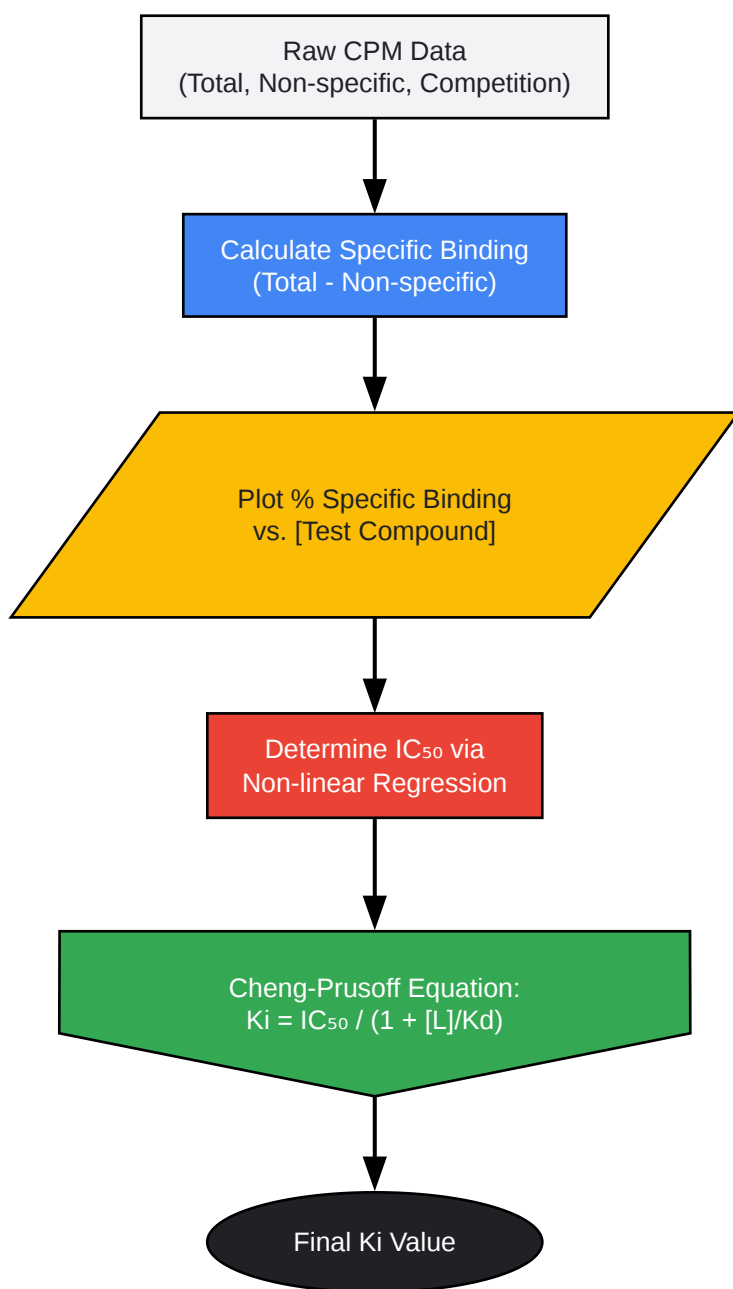 Raw CPM Data
(Total, Non-specific, Competition)
Calculate Specific Binding
(Total - Non-specific)
Plot % Specific Binding
vs. [Test Compound]
Determine IC₅₀ via
Non-linear Regression
Cheng-Prusoff Equation:
Ki = IC₅₀ / (1 + [L]/Kd)
Final Ki Value